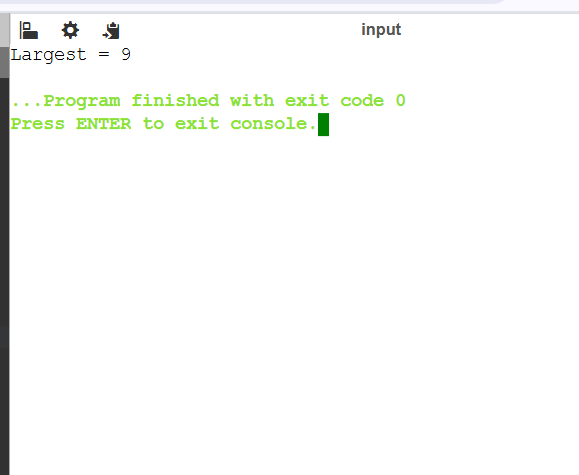 input
Largest = 9
...Program finished with exit code 0
Press ENTER to exit console.